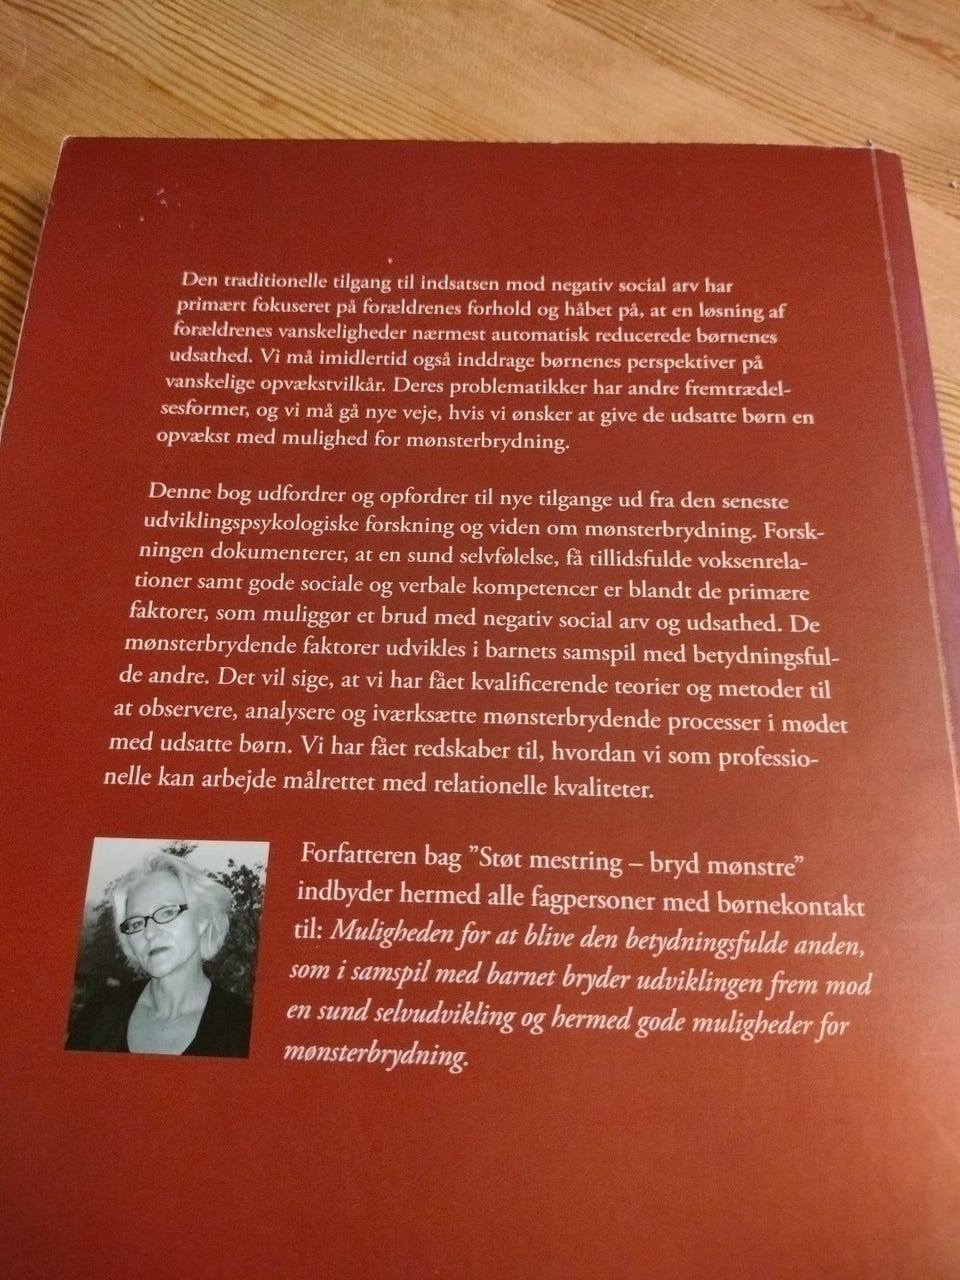 Den traditionelle tilgang til indsatsen mod negativ social arv har
primært fokuseret på forældrenes forhold og håbet på, at en løsning af
forældrenes vanskeligheder nærmest automatisk reducerede børnenes
udsathed. Vi må imidlertid også inddrage børnenes perspektiver på
vanskelige opvækstvilkår. Deres problematikker har andre fremtrædel-
sesformer, og vi må gå nye veje, hvis vi ønsker at give de udsatte børn en
opvækst med mulighed for mønsterbrydning.
Denne bog udfordrer og opfordrer til nye tilgange ud fra den seneste
udviklingspsykologiske forskning og viden om mønsterbrydning. Forsk-
ningen dokumenterer, at en sund selvfølelse, få tillidsfulde voksenrela-
tioner samt gode sociale og verbale kompetencer er blandt de primære
faktorer, som muliggør et brud med negativ social arv og udsathed. De
mønsterbrydende faktorer udvikles i barnets samspil med betydningsful-
de andre. Det vil sige, at vi har fået kvalificerende teorier og metoder til
at observere, analysere og iværksætte mønsterbrydende processer i mødet
med udsatte børn. Vi har fået redskaber til, hvordan vi som professio-
nelle kan arbejde målrettet med relationelle kvaliteter.
Forfatteren bag ”Støt mestring – bryd mønstre”
indbyder hermed alle fagpersoner med børnekontakt
til: Muligheden for at blive den betydningsfulde anden,
som i samspil med barnet bryder udviklingen frem mod
en sund selvudvikling og hermed gode muligheder for
mønsterbrydning.